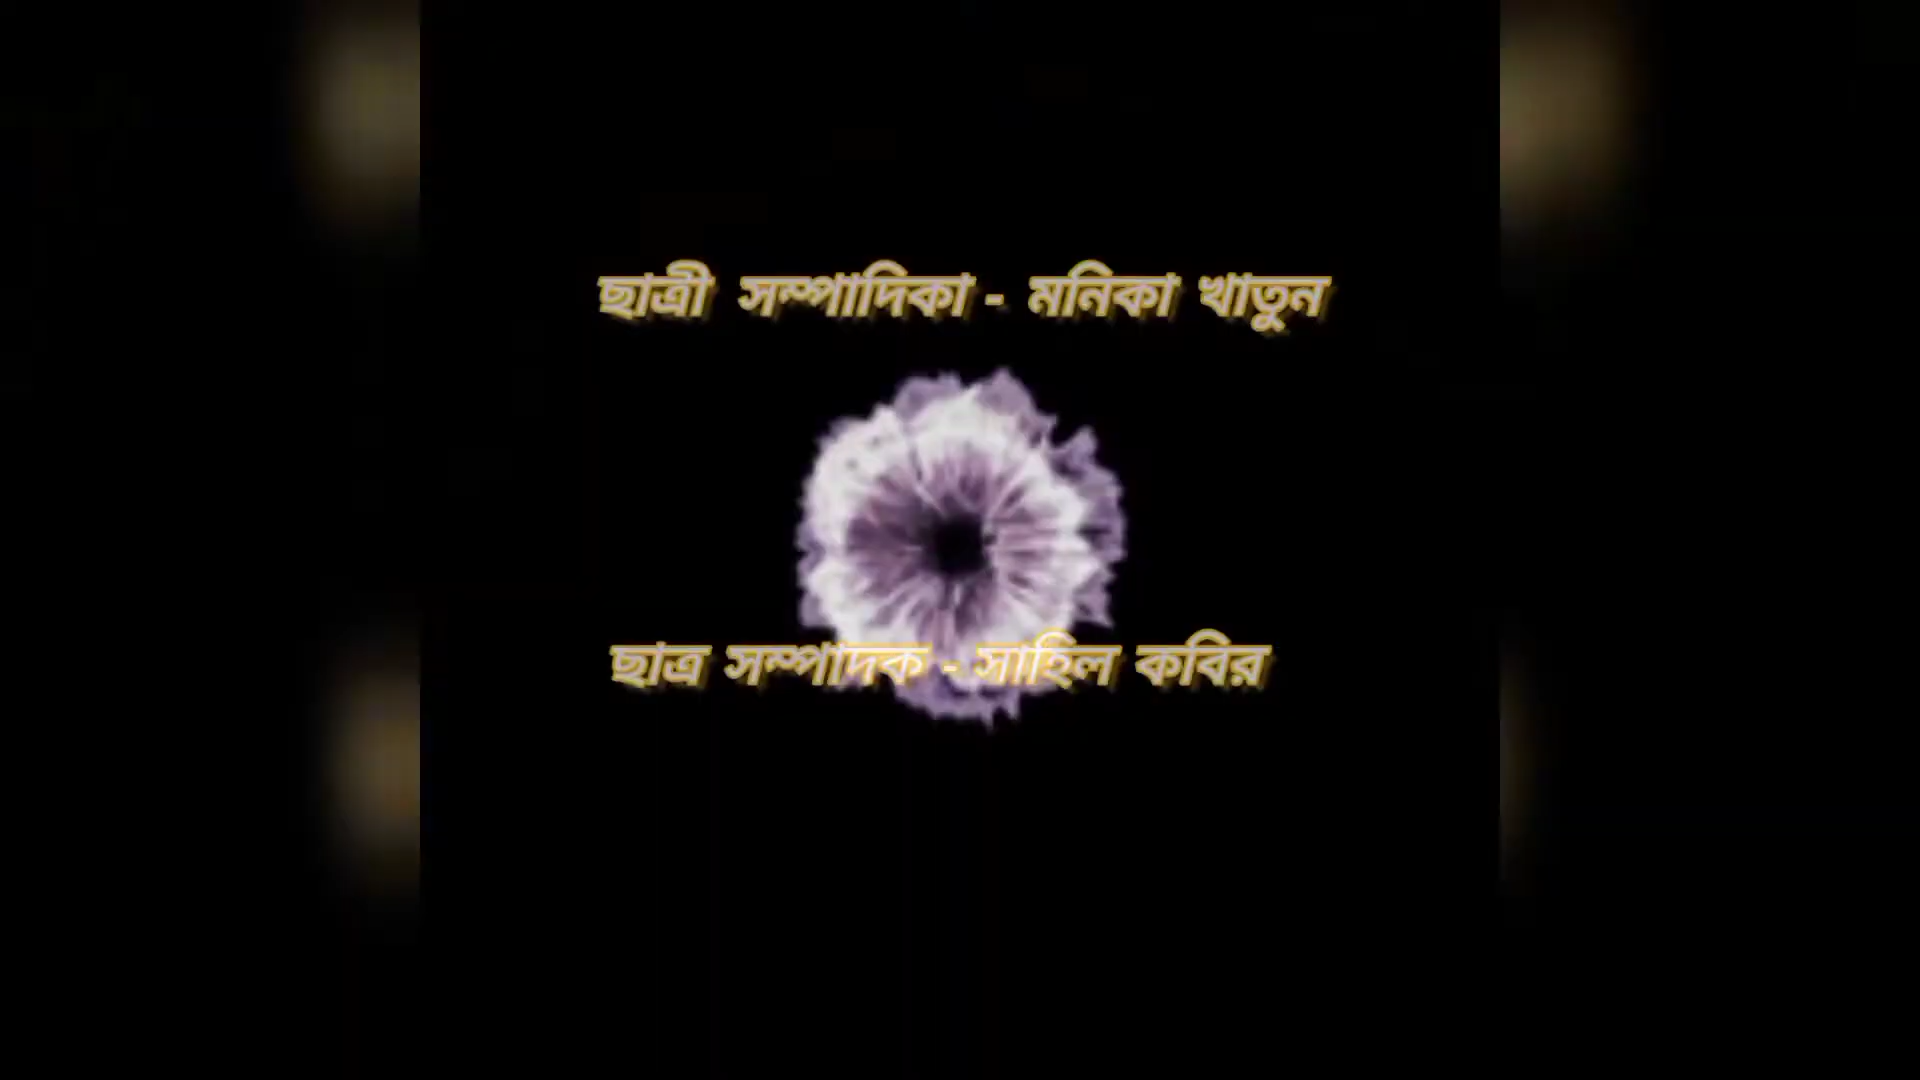 ছাত্রী সম্পাদিকা - মনিকা খাতুন
ছাত্র সম্পাদক - সাহিল কবির